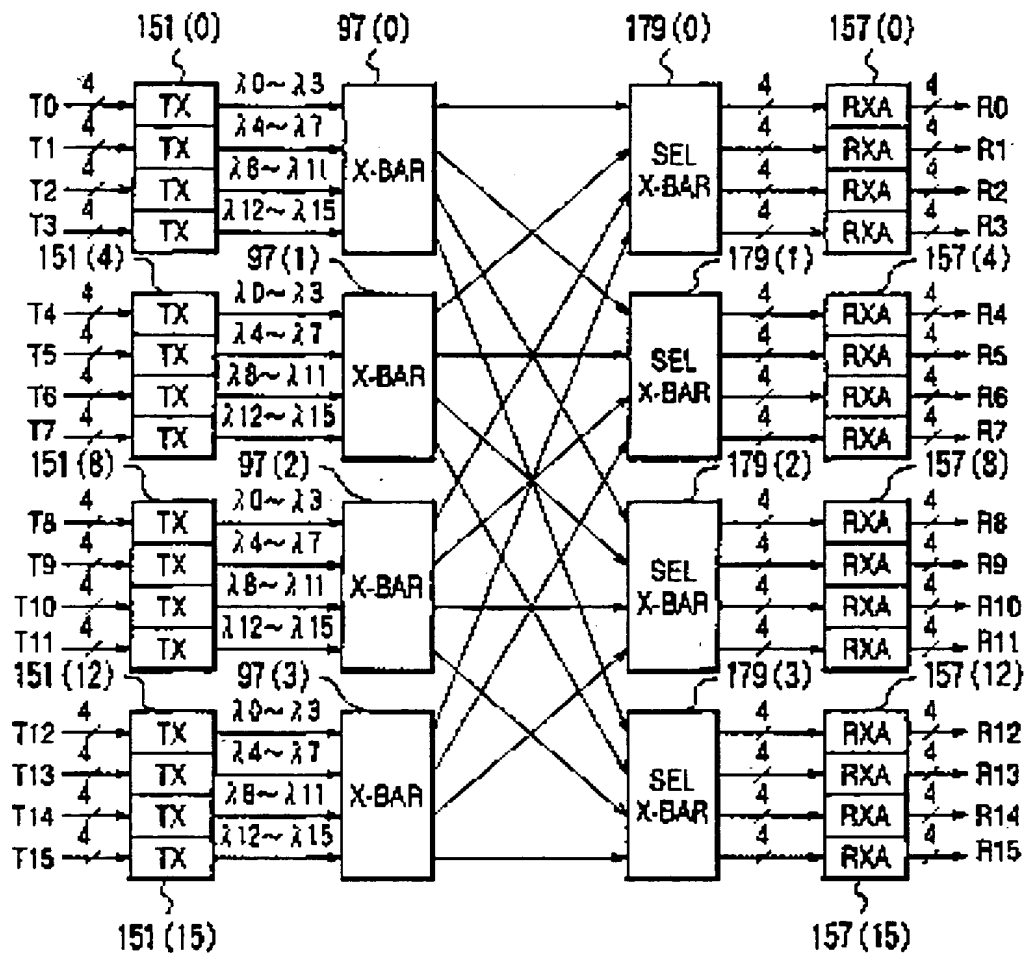 151(0) 97(0) 179(0) 157(0)
4 λ0~λ3 4 4
T0 TX RXA R0
4 λ4~λ7 4 4
T1 TX RXA R1
4 λ8~λ11 X-BAR SEL X-BAR 4 4
T2 TX RXA R2
4 λ12~λ15 4 4
T3 TX RXA R3
151(4) 97(1) 179(1) 157(4)
4 λ0~λ3 4 4
T4 TX RXA R4
4 λ4~λ7 4 4
T5 TX RXA R5
4 λ8~λ11 X-BAR SEL X-BAR 4 4
T6 TX RXA R6
4 λ12~λ15 4 4
T7 TX RXA R7
151(8) 97(2) 179(2) 157(8)
4 λ0~λ3 4 4
T8 TX RXA R8
4 λ4~λ7 4 4
T9 TX RXA R9
4 λ8~λ11 X-BAR SEL X-BAR 4 4
T10 TX RXA R10
4 λ12~λ15 4 4
T11 TX RXA R11
151(12) 97(3) 179(3) 157(12)
4 λ0~λ3 4 4
T12 TX RXA R12
4 λ4~λ7 4 4
T13 TX RXA R13
4 λ8~λ11 X-BAR SEL X-BAR 4 4
T14 TX RXA R14
4 λ12~λ15 4 4
T15 TX RXA R15
151(15) 157(15)